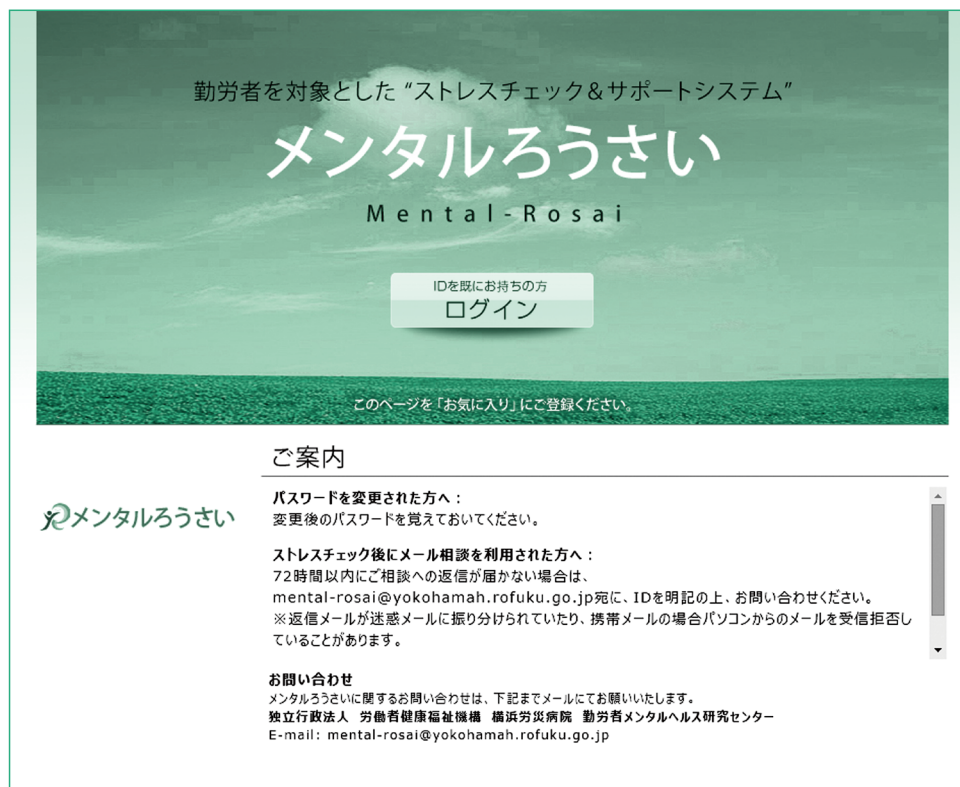 勤労者を対象とした “ストレスチェック＆サポートシステム”
メンタルろうさい
Mental-Rosai
IDを既にお持ちの方
ログイン
このページを「お気に入り」にご登録ください。
ご案内
メンタルろうさい
パスワードを変更された方へ：
変更後のパスワードを覚えておいてください。
ストレスチェック後にメール相談を利用された方へ：
72時間以内にご相談への返信が届かない場合は、
mental-rosai@yokohamah.rofuku.go.jp宛に、IDを明記の上、お問い合わせください。
※返信メールが迷惑メールに振り分けられていたり、携帯メールの場合パソコンからのメールを受信拒否し
ていることがあります。
お問い合わせ
メンタルろうさいに関するお問い合わせは、下記までメールにてお願いいたします。
独立行政法人　労働者健康福祉機構　横浜労災病院　勤労者メンタルヘルス研究センター
E-mail: mental-rosai@yokohamah.rofuku.go.jp